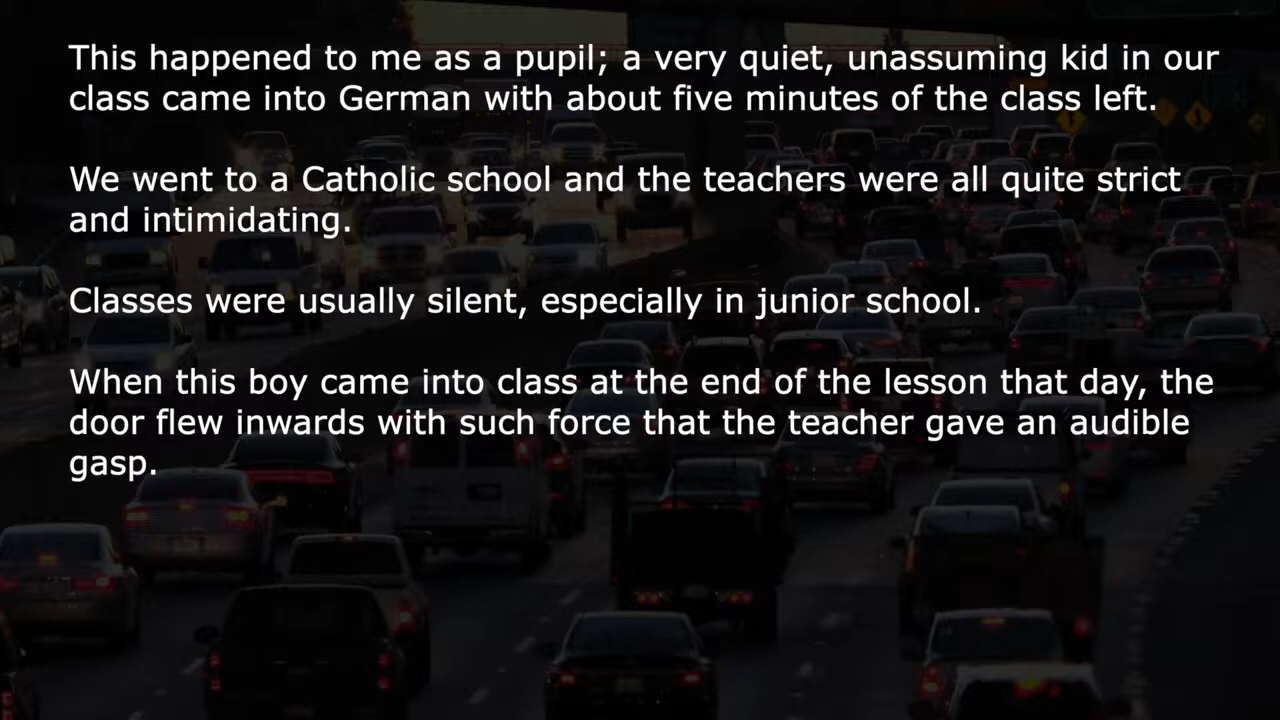 This happened to me as a pupil; a very quiet, unassuming kid in our
class came into German with about five minutes of the class left.
We went to a Catholic school and the teachers were all quite strict
and intimidating.
Classes were usually silent, especially in junior school.
When this boy came into class at the end of the lesson that day, the
door flew inwards with such force that the teacher gave an audible
gasp.